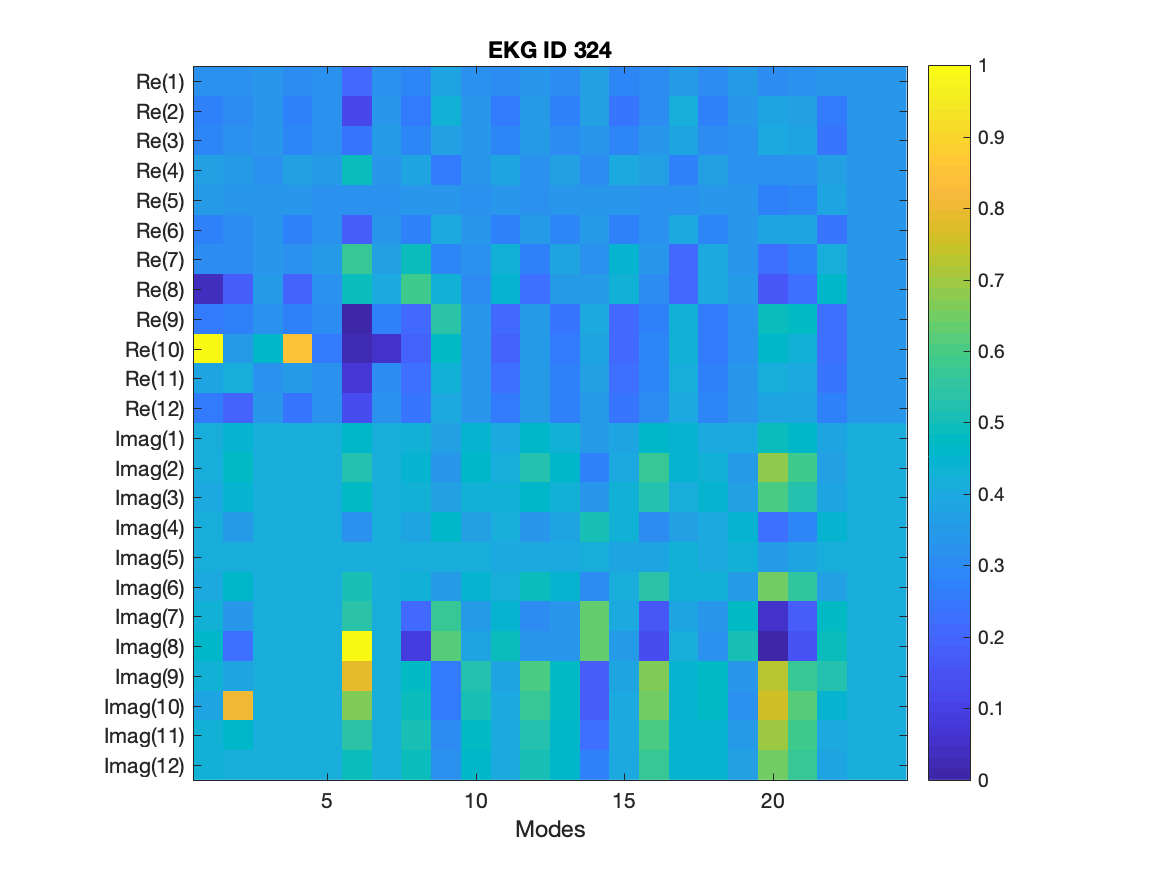 EKG ID 324
Re(1)
Re(2)
Re(3)
Re(4)
Re(5)
Re(6)
Re(7)
Re(8)
Re(9)
Re(10)
Re(11)
Re(12)
Imag(1)
Imag(2)
Imag(3)
Imag(4)
Imag(5)
Imag(6)
Imag(7)
Imag(8)
Imag(9)
Imag(10)
Imag(11)
Imag(12)
5 10 15 20
Modes
1
0.9
0.8
0.7
0.6
0.5
0.4
0.3
0.2
0.1
0